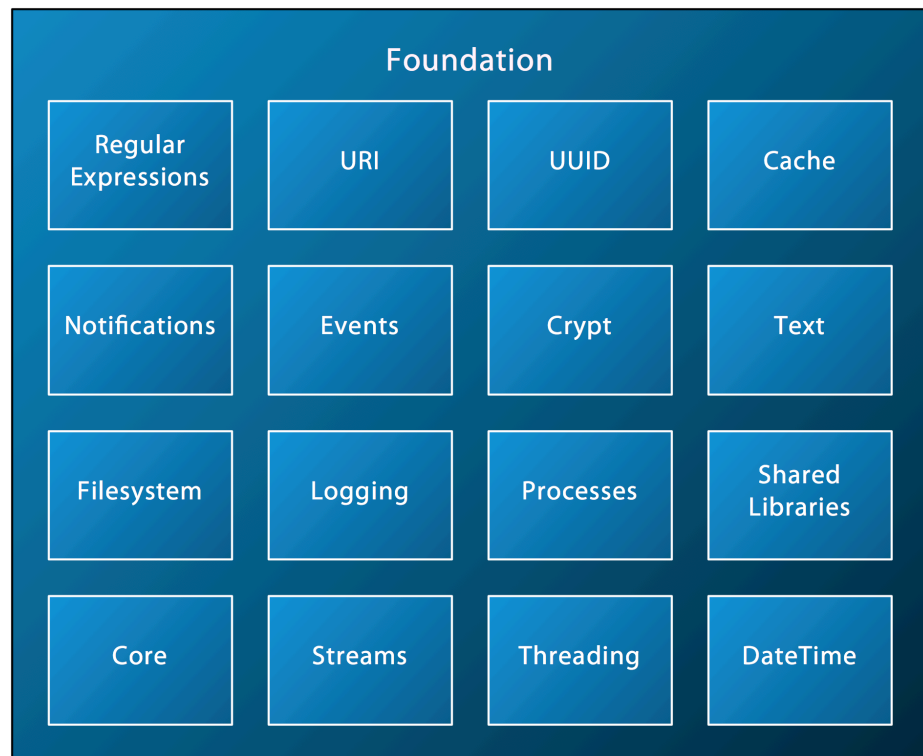 Foundation
Regular
Expressions
URI
UUID
Cache
Notifications
Events
Crypt
Text
Filesystem
Logging
Processes
Shared
Libraries
Core
Streams
Threading
DateTime